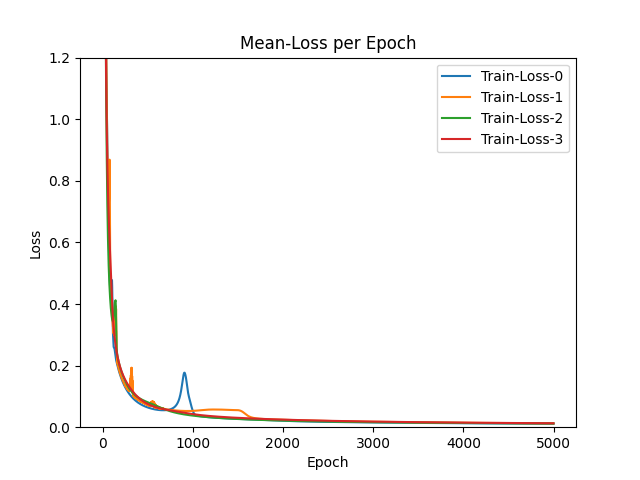 Mean-Loss per Epoch
1.2
1.0
0.8
0.6
0.4
0.2
0.0
Loss
Train-Loss-0
Train-Loss-1
Train-Loss-2
Train-Loss-3
0 1000 2000 3000 4000 5000
Epoch